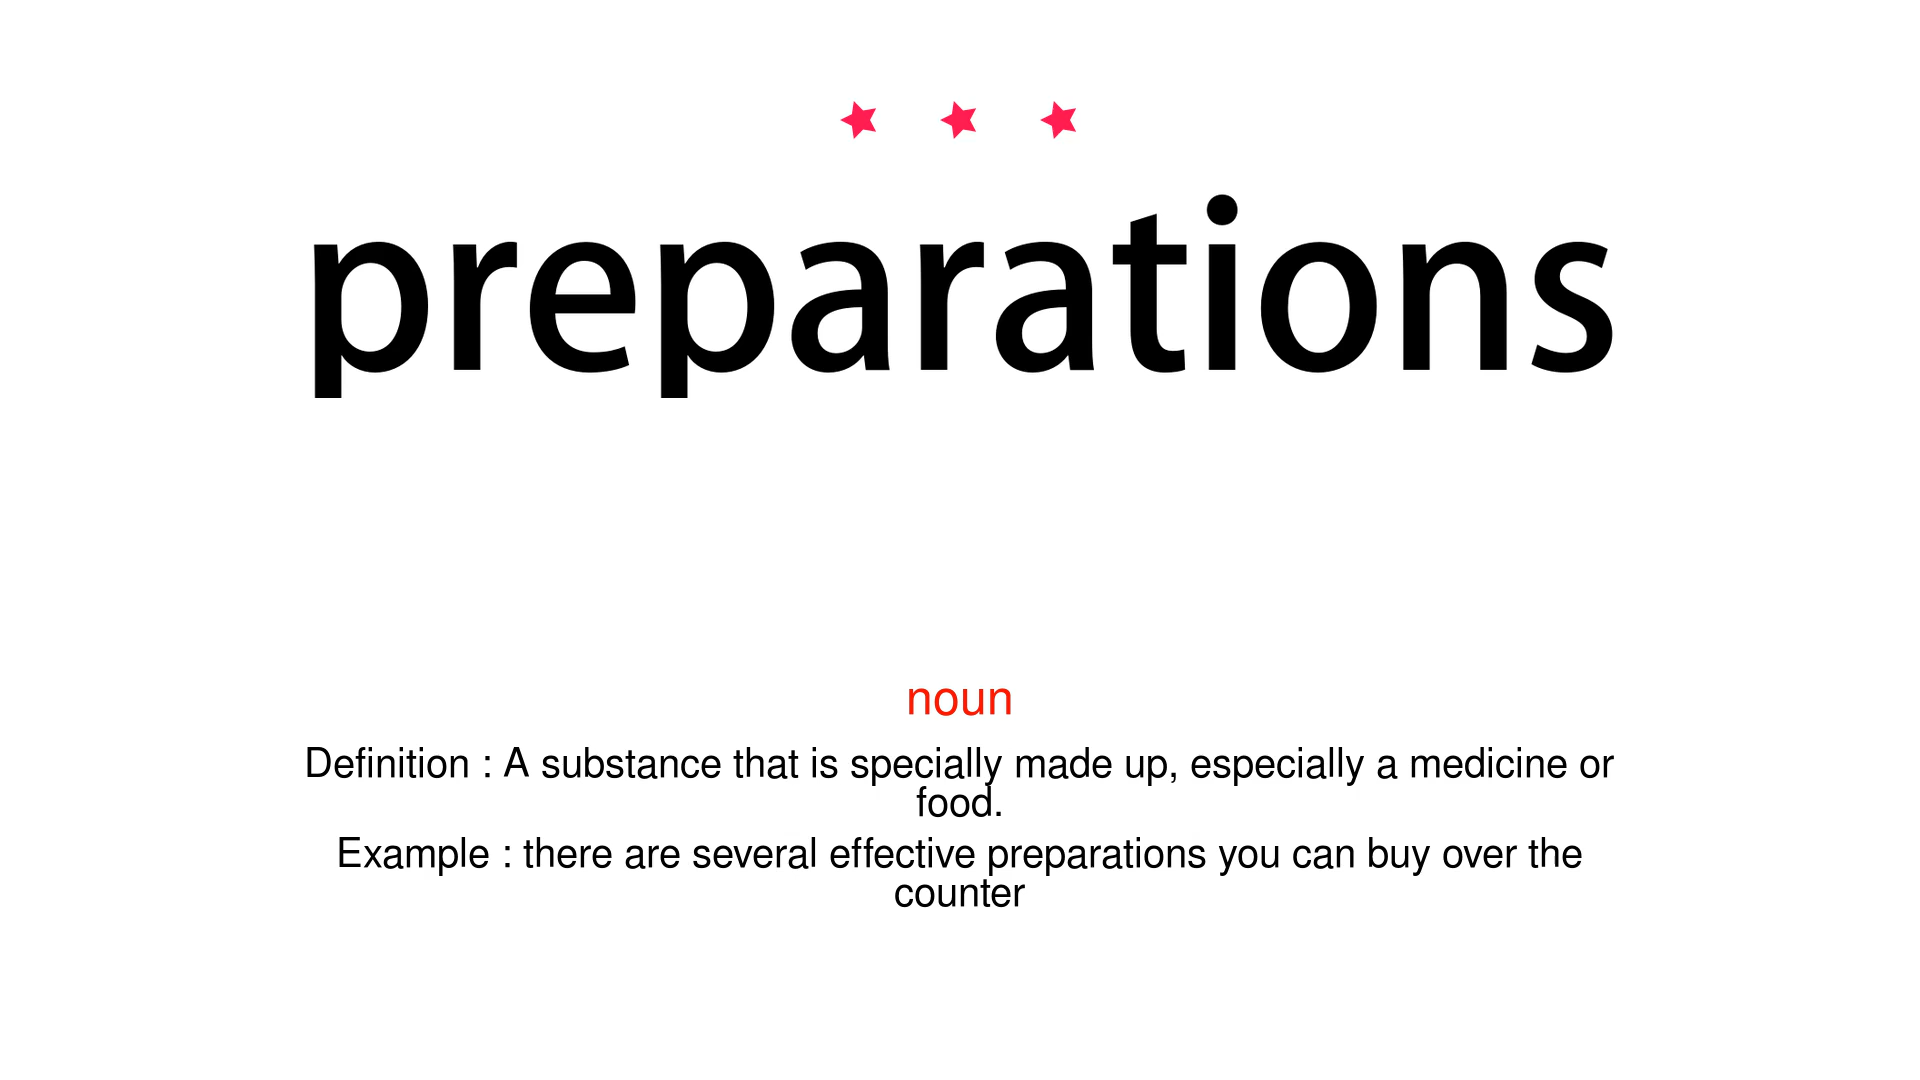 preparations
noun
Definition : A substance that is specially made up, especially a medicine or
food.
Example : there are several effective preparations you can buy over the
counter